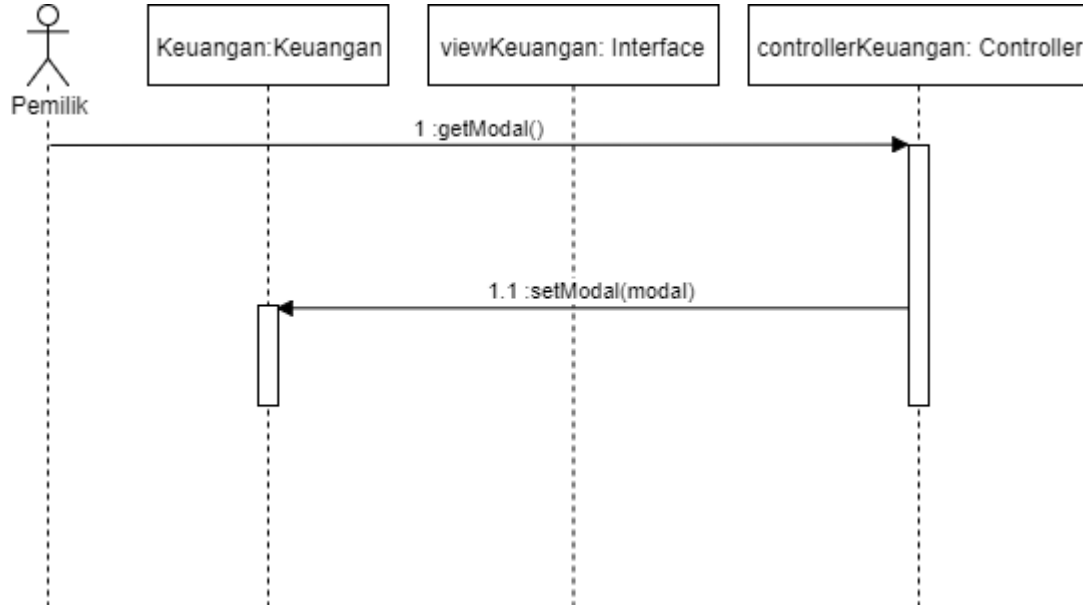 Keuangan:Keuangan
viewKeuangan: Interface
controllerKeuangan: Controller
Pemilik
1 :getModal()
1.1 :setModal(modal)